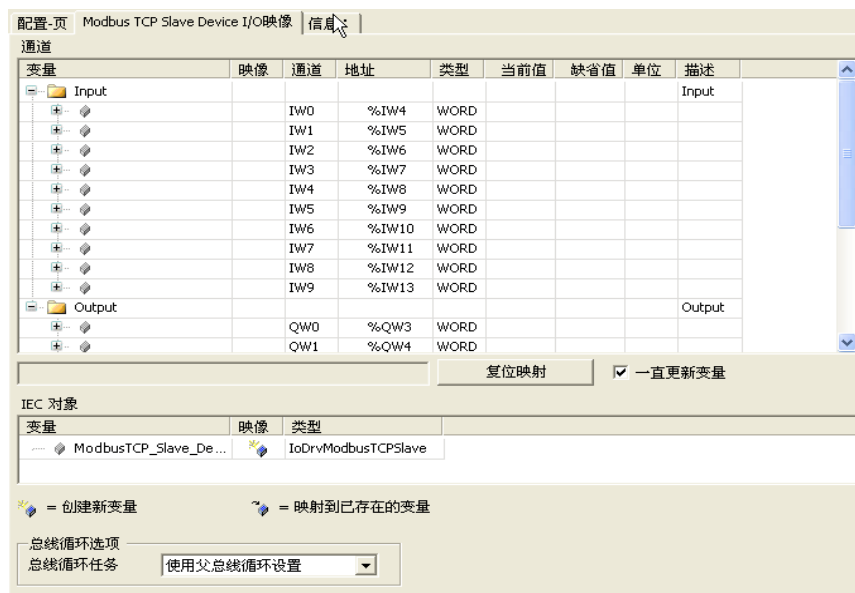 配置-页 Modbus TCP Slave Device I/O映像
通道
变量 映像 通道 地址 类型 当前值 缺省值 单位 描述
Input Input
IW0 %IW4 WORD
IW1 %IW5 WORD
IW2 %IW6 WORD
IW3 %IW7 WORD
IW4 %IW8 WORD
IW5 %IW9 WORD
IW6 %IW10 WORD
IW7 %IW11 WORD
IW8 %IW12 WORD
IW9 %IW13 WORD
Output Output
QW0 %QW3 WORD
QW1 %QW4 WORD
复位映射 一直更新变量
IEC 对象
变量 映像 类型
ModbusTCP_Slave_De... IoDrvModbusTCPSlave
= 创建新变量 = 映射到已存在的变量
总线循环选项
总线循环任务 使用父总线循环设置